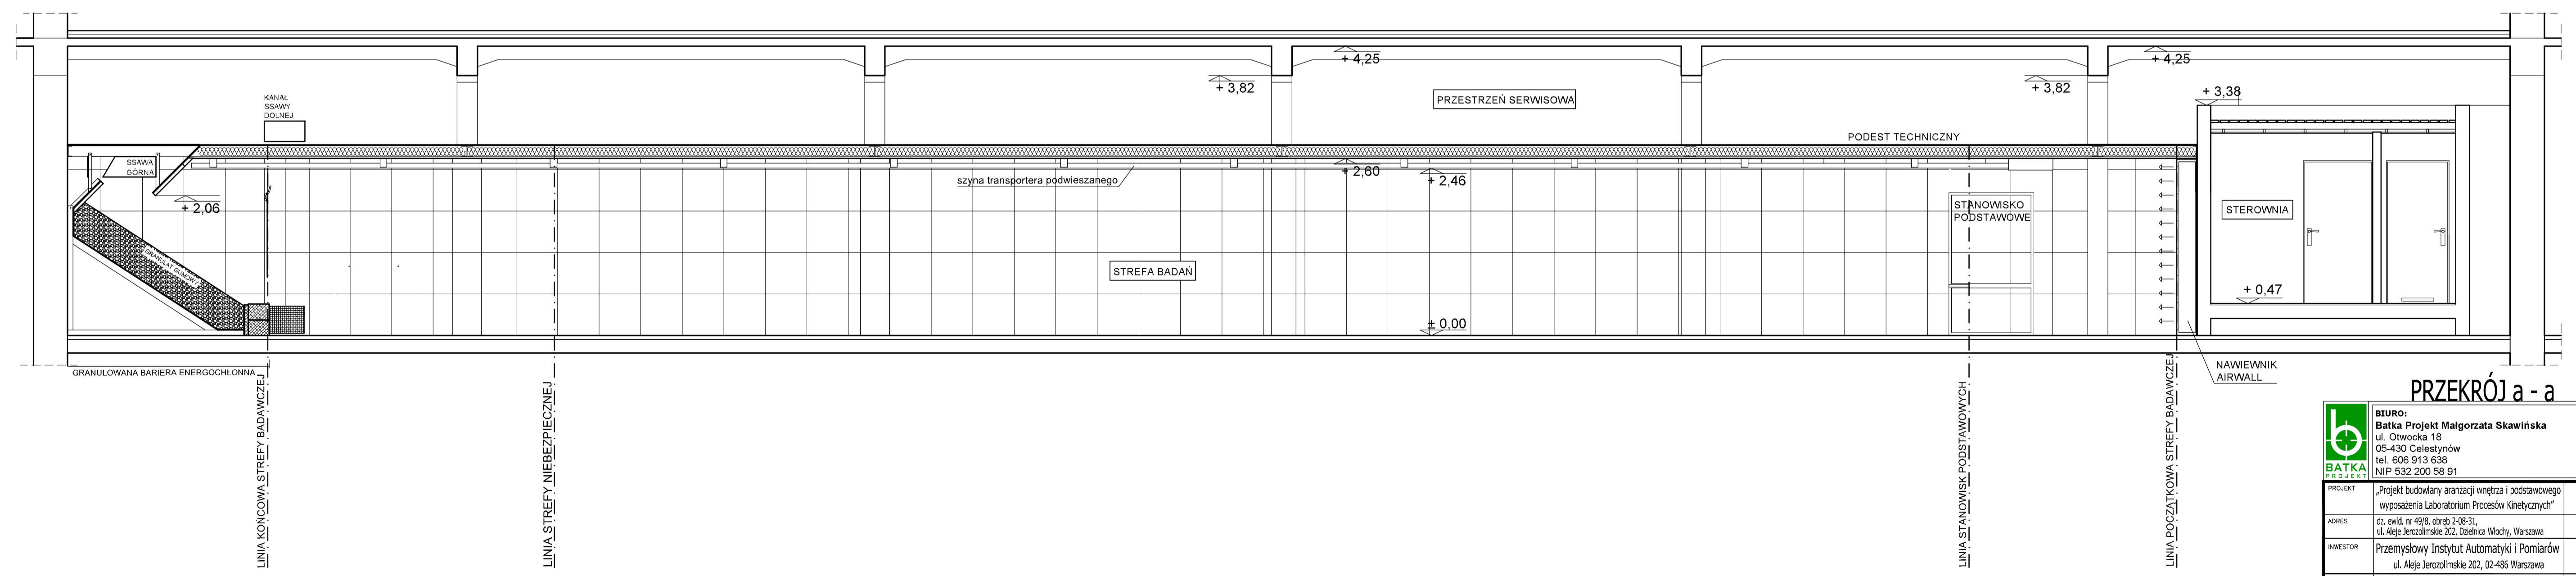 + 4,25
+ 4,25
+ 3,82
+ 3,82
+ 3,38
KANAŁ
SSAWY
DOLNEJ
PRZESTRZEŃ SERWISOWA
PODEST TECHNICZNY
SSAWA
GÓRNA
szyna transportera podwieszanego
+ 2,60
+ 2,46
+ 2,06
STANOWISKO
PODSTAWOWE
STEROWNIA
GRANULAT GUMOWY
STREFA BADAŃ
+ 0,47
± 0,00
GRANULOWANA BARIERA ENERGOCHŁONNA
LINIA KOŃCOWA STREFY BADAWCZEJ
LINIA STREFY NIEBEZPIECZNEJ
LINIA STANOWISK PODSTAWOWYCH
LINIA POCZĄTKOWA STREFY BADAWCZEJ
NAWIEWNIK
AIRWALL
PRZEKRÓJ a - a
BATKA
PROJEKT
BIURO:
Batka Projekt Małgorzata Skawińska
ul. Otwocka 18
05-430 Celestynów
tel. 606 913 638
NIP 532 200 58 91
PROJEKT
„Projekt budowlany aranżacji wnętrza i podstawowego
wyposażenia Laboratorium Procesów Kinetycznych”
ADRES
dz. ewid. nr 49/8, obręb 2-08-31,
ul. Aleje Jerozolimskie 202, Dzielnica Włochy, Warszawa
INWESTOR
Przemysłowy Instytut Automatyki i Pomiarów
ul. Aleje Jerozolimskie 202, 02-486 Warszawa